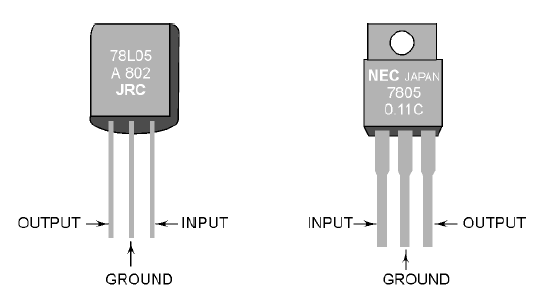 78L05
A 802
JRC
OUTPUT
INPUT
GROUND
NEC JAPAN
7805
0.11C
INPUT
OUTPUT
GROUND